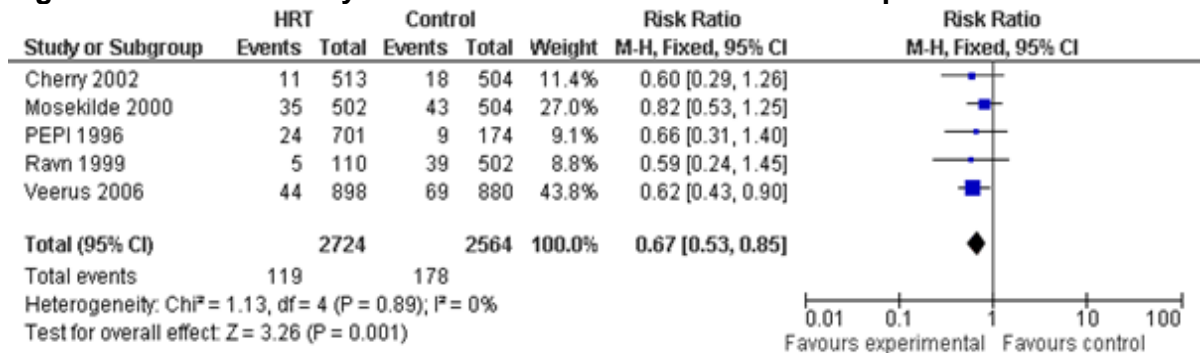 HRT Control Risk Ratio Risk Ratio
Study or Subgroup Events Total Events Total Weight M-H, Fixed, 95% CI M-H, Fixed, 95% CI
Cherry 2002 11 513 18 504 11.4% 0.60 [0.29, 1.26]
Mosekilde 2000 35 502 43 504 27.0% 0.82 [0.53, 1.25]
PEPI 1996 24 701 9 174 9.1% 0.66 [0.31, 1.40]
Ravn 1999 5 110 39 502 8.8% 0.59 [0.24, 1.45]
Veerus 2006 44 898 69 880 43.8% 0.62 [0.43, 0.90]
Total (95% CI) 2724 2564 100.0% 0.67 [0.53, 0.85]
Total events 119 178
Heterogeneity: Chi² = 1.13, df = 4 (P = 0.89); I² = 0%
Test for overall effect: Z = 3.26 (P = 0.001)
0.01 0.1 1 10 100
Favours experimental Favours control